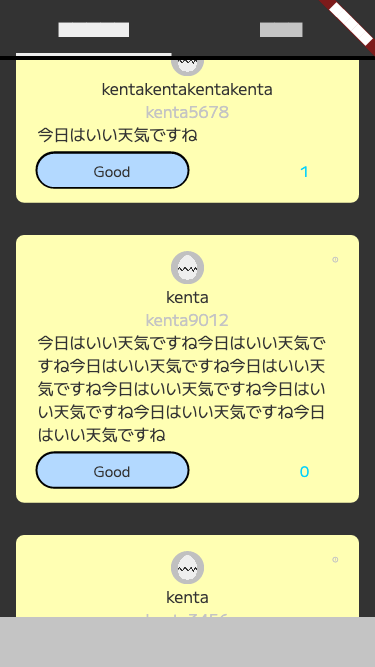 kentakentakentakenta
kenta5678
今日はいい天気ですね
Good
1
kenta
kenta9012
今日はいい天気ですね今日はいい天気で
すね今日はいい天気ですね今日はいい天
気ですね今日はいい天気ですね今日はい
い天気ですね今日はいい天気ですね今日
はいい天気ですね
Good
0
kenta
kenta3456